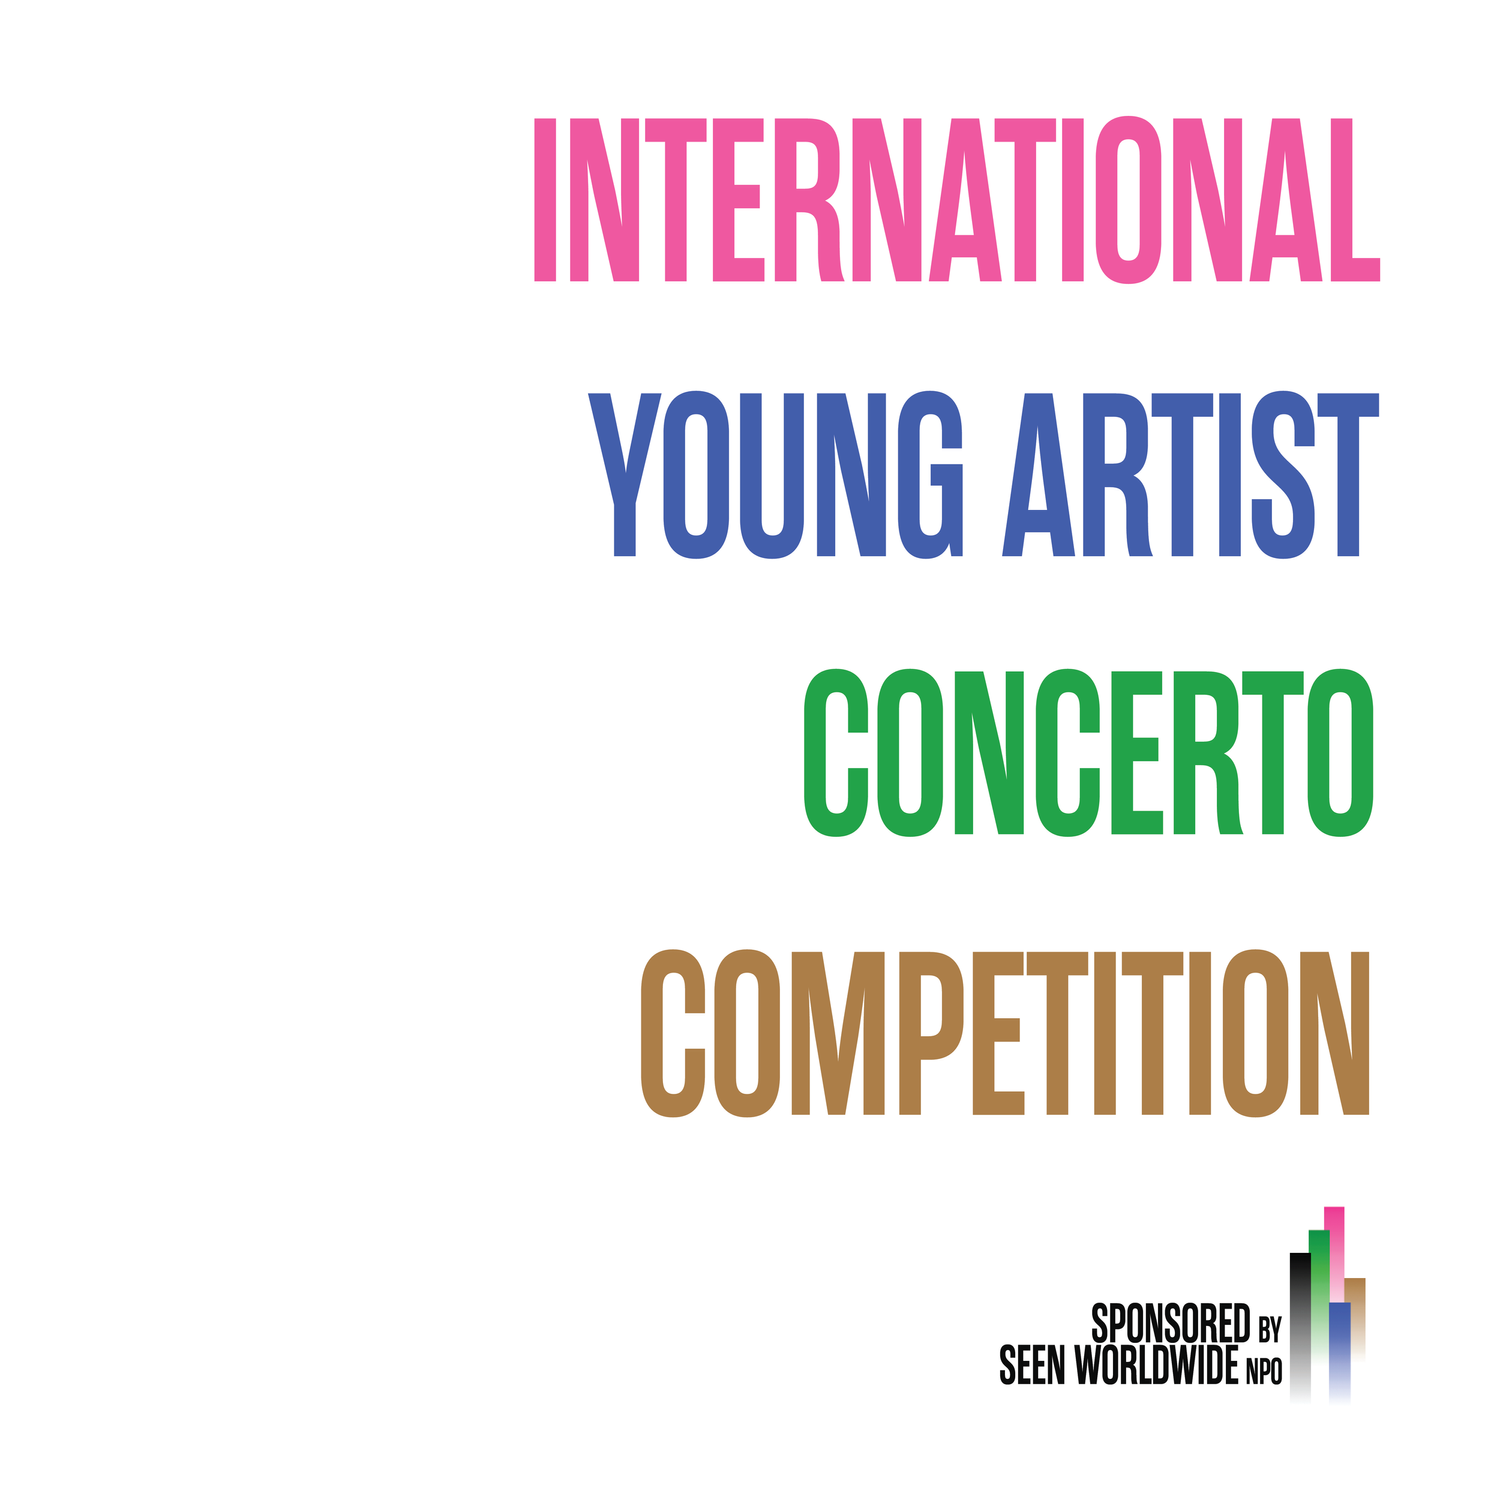 INTERNATIONAL
YOUNG ARTIST
CONCERTO
COMPETITION
SPONSORED BY
SEEN WORLDWIDE NPO